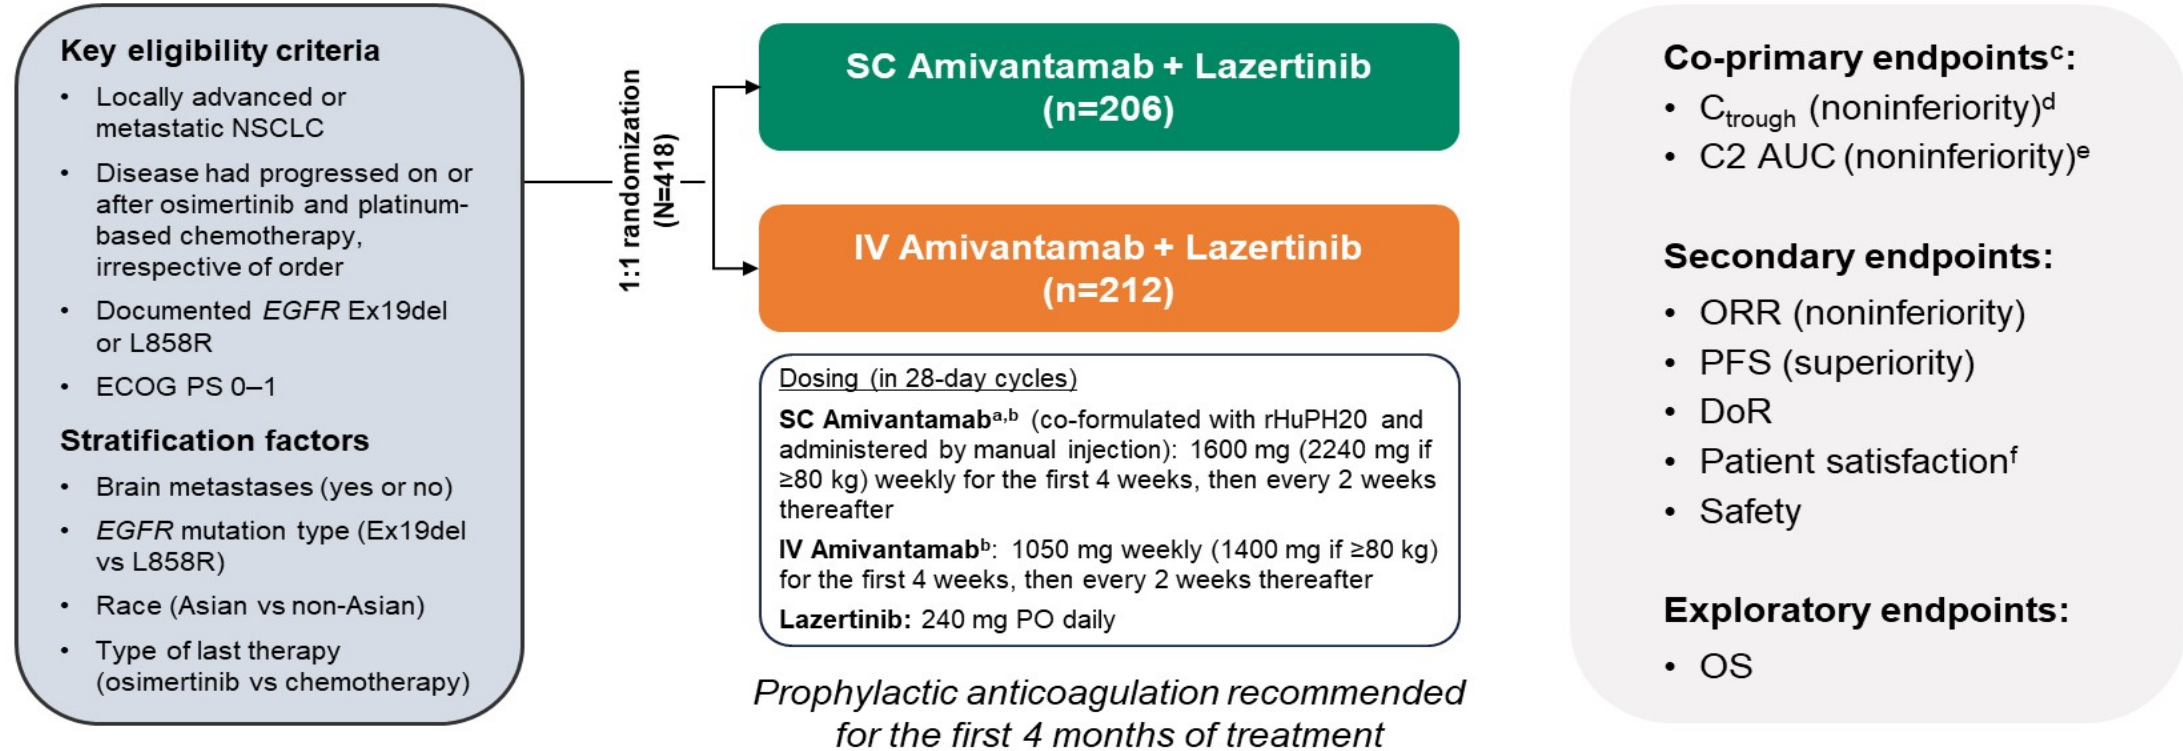 Key eligibility criteria
• Locally advanced or
metastatic NSCLC
• Disease had progressed on or
after osimertinib and platinum-
based chemotherapy,
irrespective of order
• Documented EGFR Ex19del
or L858R
• ECOG PS 0–1
Stratification factors
• Brain metastases (yes or no)
• EGFR mutation type (Ex19del
vs L858R)
• Race (Asian vs non-Asian)
• Type of last therapy
(osimertinib vs chemotherapy)
1:1 randomization
(N=418)
SC Amivantamab + Lazertinib
(n=206)
IV Amivantamab + Lazertinib
(n=212)
Dosing (in 28-day cycles)
SC Amivantamabᵃ,ᵇ (co-formulated with rHuPH20 and
administered by manual injection): 1600 mg (2240 mg if
≥80 kg) weekly for the first 4 weeks, then every 2 weeks
thereafter
IV Amivantamabᵇ: 1050 mg weekly (1400 mg if ≥80 kg)
for the first 4 weeks, then every 2 weeks thereafter
Lazertinib: 240 mg PO daily
Prophylactic anticoagulation recommended
for the first 4 months of treatment
Co-primary endpointsᶜ:
• Ctrough (noninferiority)ᵈ
• C2 AUC (noninferiority)ᵉ
Secondary endpoints:
• ORR (noninferiority)
• PFS (superiority)
• DoR
• Patient satisfactionᶠ
• Safety
Exploratory endpoints:
• OS